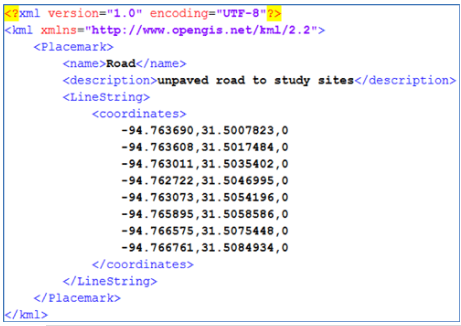 <?xml version="1.0" encoding="UTF-8"?>
<kml xmlns="http://www.opengis.net/kml/2.2">
<Placemark>
<name>Road</name>
<description>unpaved road to study sites</description>
<LineString>
<coordinates>
-94.763690,31.5007823,0
-94.763608,31.5017484,0
-94.763011,31.5035402,0
-94.762722,31.5046995,0
-94.763073,31.5054196,0
-94.765895,31.5058586,0
-94.766575,31.5075448,0
-94.766761,31.5084934,0
</coordinates>
</LineString>
</Placemark>
</kml>